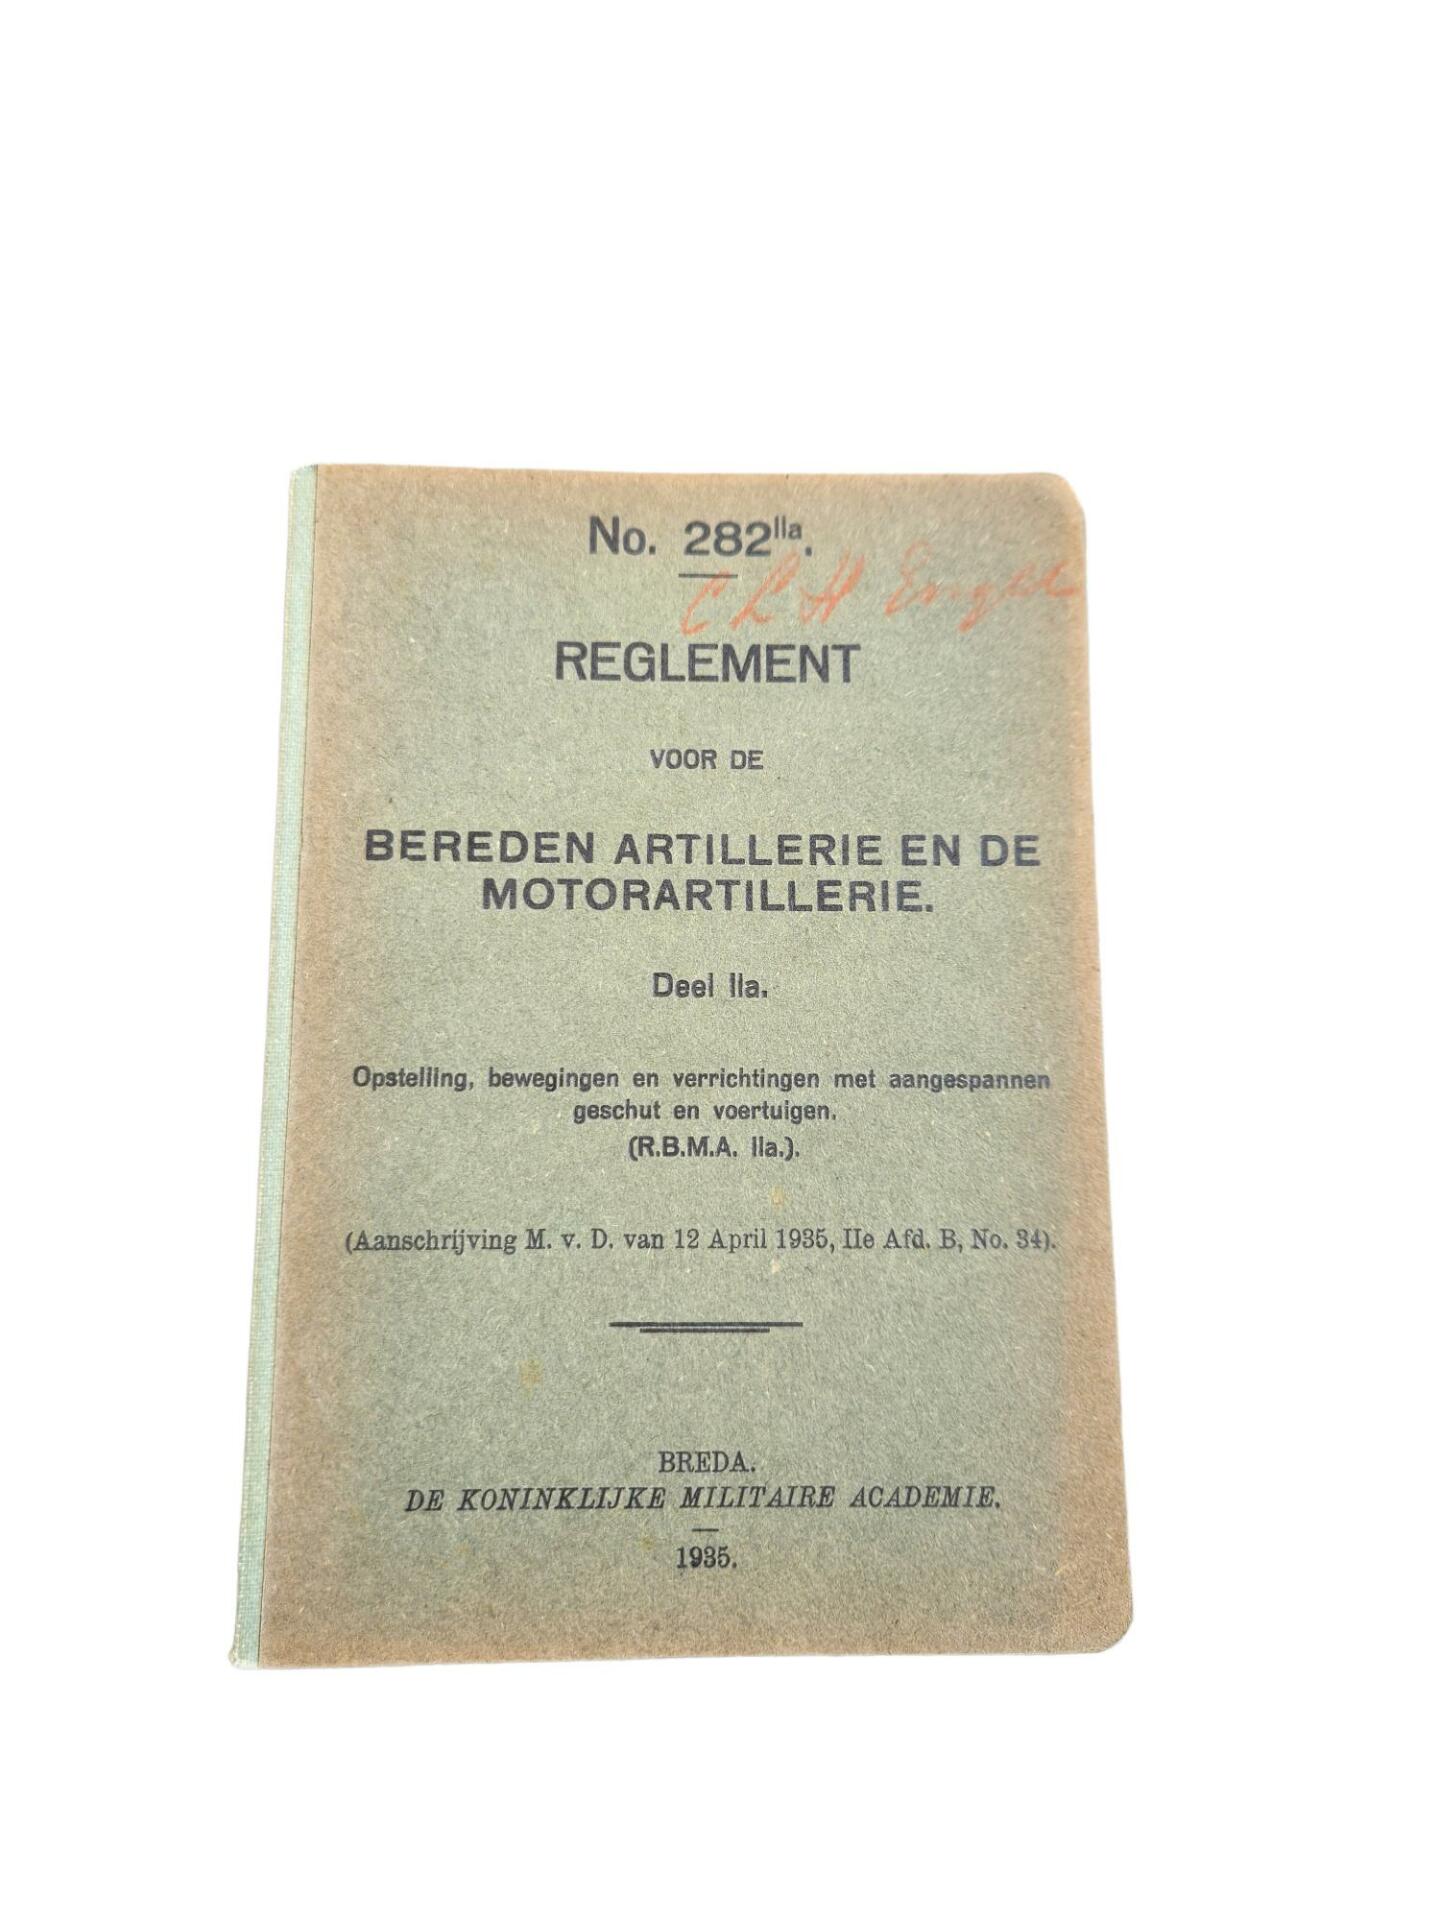 No. 282IIa.
C L H
REGLEMENT
VOOR DE
BEREDEN ARTILLERIE EN DE
MOTORARTILLERIE.
Deel IIa.
Opstelling, bewegingen en verrichtingen met aangespannen
geschut en voertuigen.
(R.B.M.A. IIa.).
(Aanschrijving M. v. D. van 12 April 1935, IIe Afd. B, No. 34).
BREDA.
DE KONINKLIJKE MILITAIRE ACADEMIE.
1935.